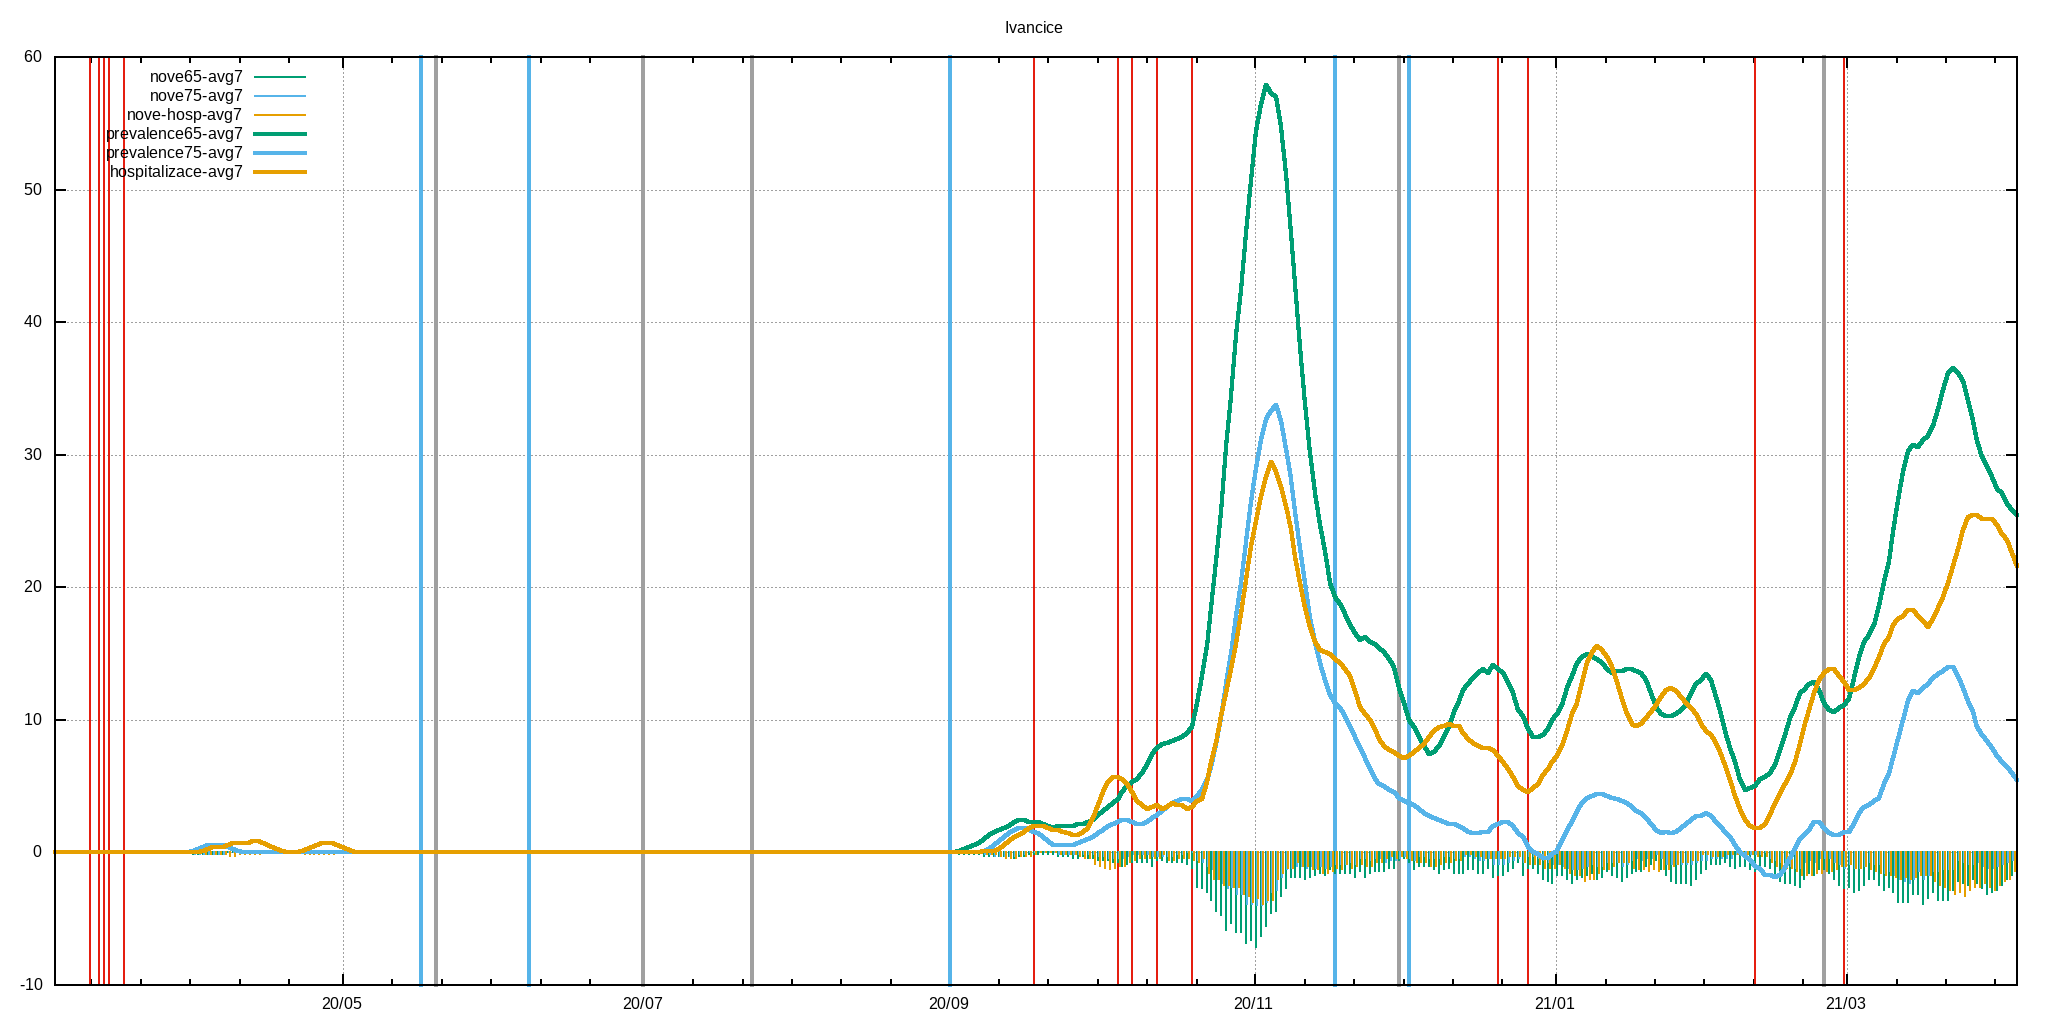 Ivancice
60
nove65-avg7
nove75-avg7
nove-hosp-avg7
prevalence65-avg7
prevalence75-avg7
hospitalizace-avg7
50
40
30
20
10
0
-10
20/05 20/07 20/09 20/11 21/01 21/03